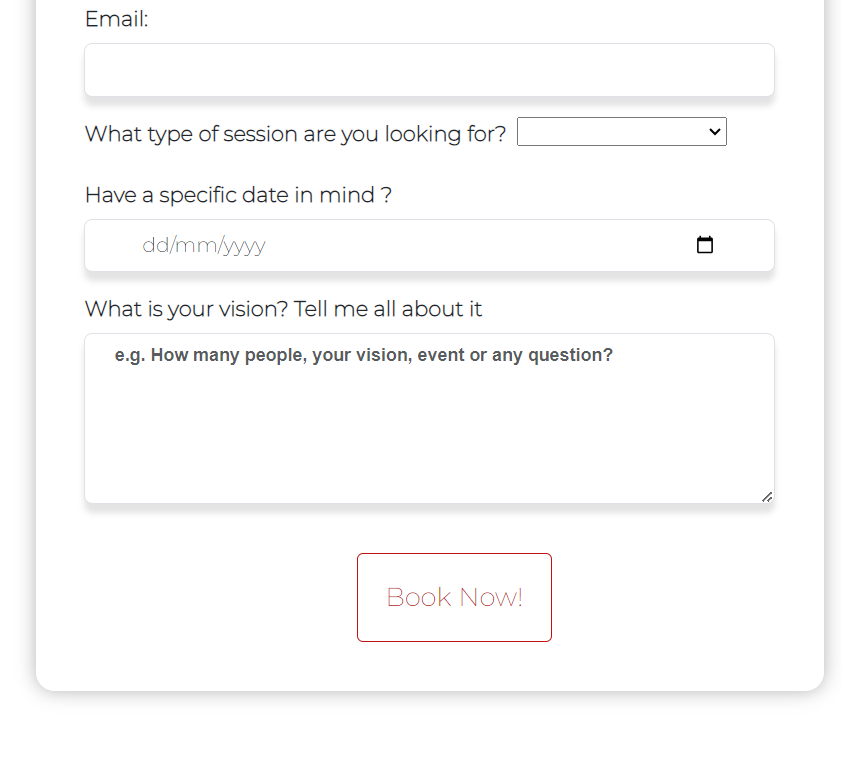 Email:
What type of session are you looking for?
Have a specific date in mind ?
dd/mm/yyyy
What is your vision? Tell me all about it
e.g. How many people, your vision, event or any question?
Book Now!